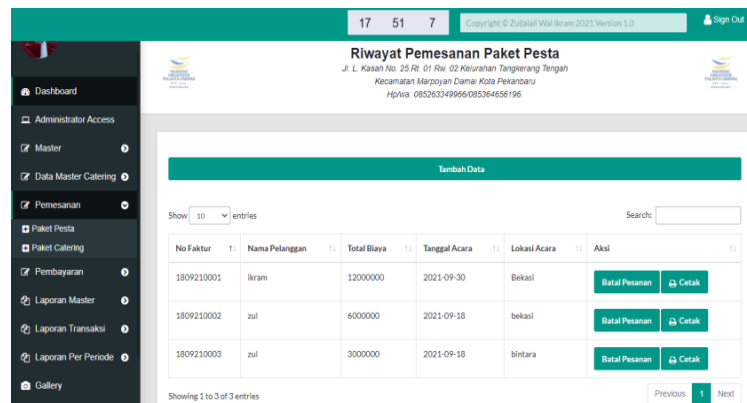 17 51 7 Copyright © Zuljalali Wal Ikram 2021 Version 1.0 Sign Out
Riwayat Pemesanan Paket Pesta
Jl. L. Kasah No. 25 Rt. 01 Rw. 02 Kelurahan Tangkerang Tengah
Kecamatan Marpoyan Damai Kota Pekanbaru
Hp/wa: 085263349966/085364656196.
Dashboard
Administrator Access
Master
Data Master Catering
Pemesanan
Paket Pesta
Paket Catering
Pembayaran
Laporan Master
Laporan Transaksi
Laporan Per Periode
Gallery
Tambah Data
Show 10 entries Search:
No Faktur Nama Pelanggan Total Biaya Tanggal Acara Lokasi Acara Aksi
1809210001 ikram 12000000 2021-09-30 Bekasi Batal Pesanan Cetak
1809210002 zul 6000000 2021-09-18 bekasi Batal Pesanan Cetak
1809210003 zul 3000000 2021-09-18 bintara Batal Pesanan Cetak
Showing 1 to 3 of 3 entries Previous 1 Next